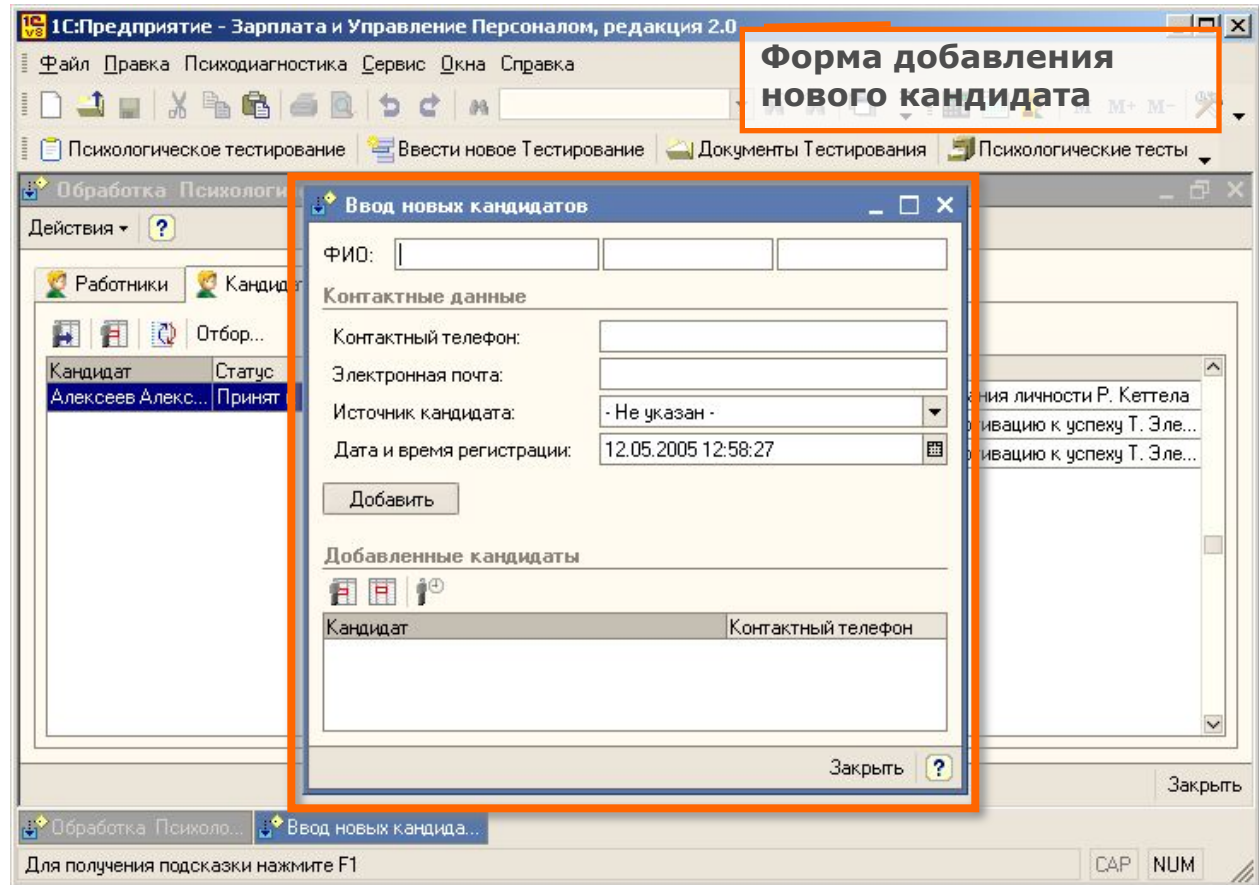 1С:Предприятие - Зарплата и Управление Персоналом, редакция 2.0
Форма добавления
нового кандидата
Файл Правка Психодиагностика Сервис Окна Справка
M M+ M-
Психологическое тестирование Ввести новое Тестирование Документы Тестирования Психологические тесты
Обработка Психологи
Ввод новых кандидатов
Действия
ФИО:
Работники Кандидат
Контактные данные
Отбор...
Контактный телефон:
Кандидат Статус
Электронная почта:
Алексеев Алекс... Принят
ания личности Р. Кеттела
Источник кандидата: - Не указан -
тивацию к успеху Т. Эле...
Дата и время регистрации: 12.05.2005 12:58:27
тивацию к успеху Т. Эле...
Добавить
Добавленные кандидаты
Кандидат Контактный телефон
Закрыть ?
Закрыть
Обработка Психоло... Ввод новых кандида...
Для получения подсказки нажмите F1 CAP NUM